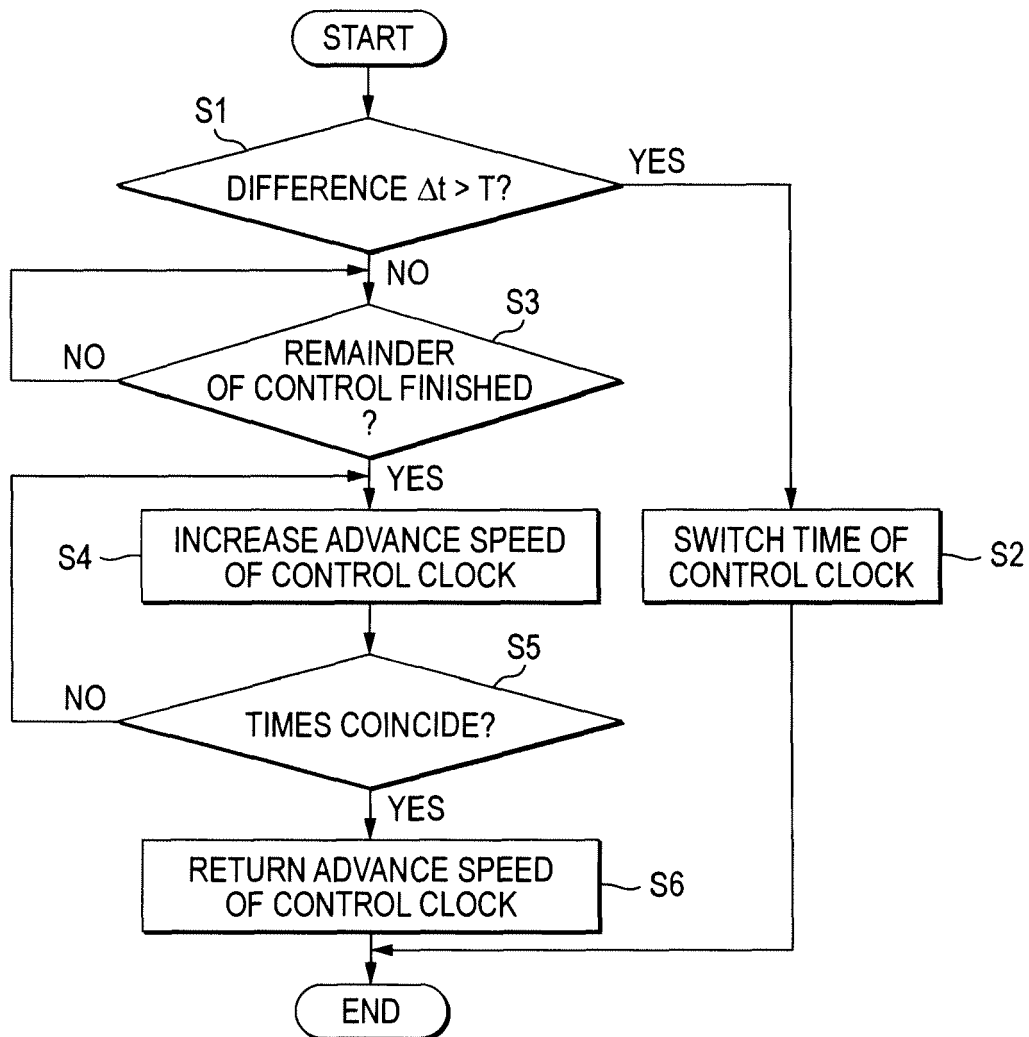 START
S1
DIFFERENCE Δt > T?
YES
NO
S3
NO
REMAINDER
OF CONTROL FINISHED
?
YES
S4
INCREASE ADVANCE SPEED
OF CONTROL CLOCK
SWITCH TIME OF
CONTROL CLOCK
S2
S5
NO
TIMES COINCIDE?
YES
RETURN ADVANCE SPEED
OF CONTROL CLOCK
S6
END